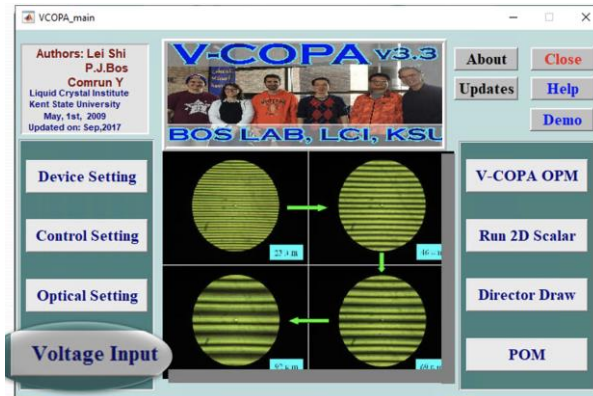 VCOPA_main
Authors: Lei Shi
P.J.Bos
Comrun Y
Liquid Crystal Institute
Kent State University
May, 1st, 2009
Updated on: Sep,2017
V-COPA v3.3
BOS LAB, LCI, KSU
About
Close
Updates
Help
Demo
Device Setting
Control Setting
Optical Setting
Voltage Input
V-COPA OPM
Run 2D Scalar
Director Draw
POM